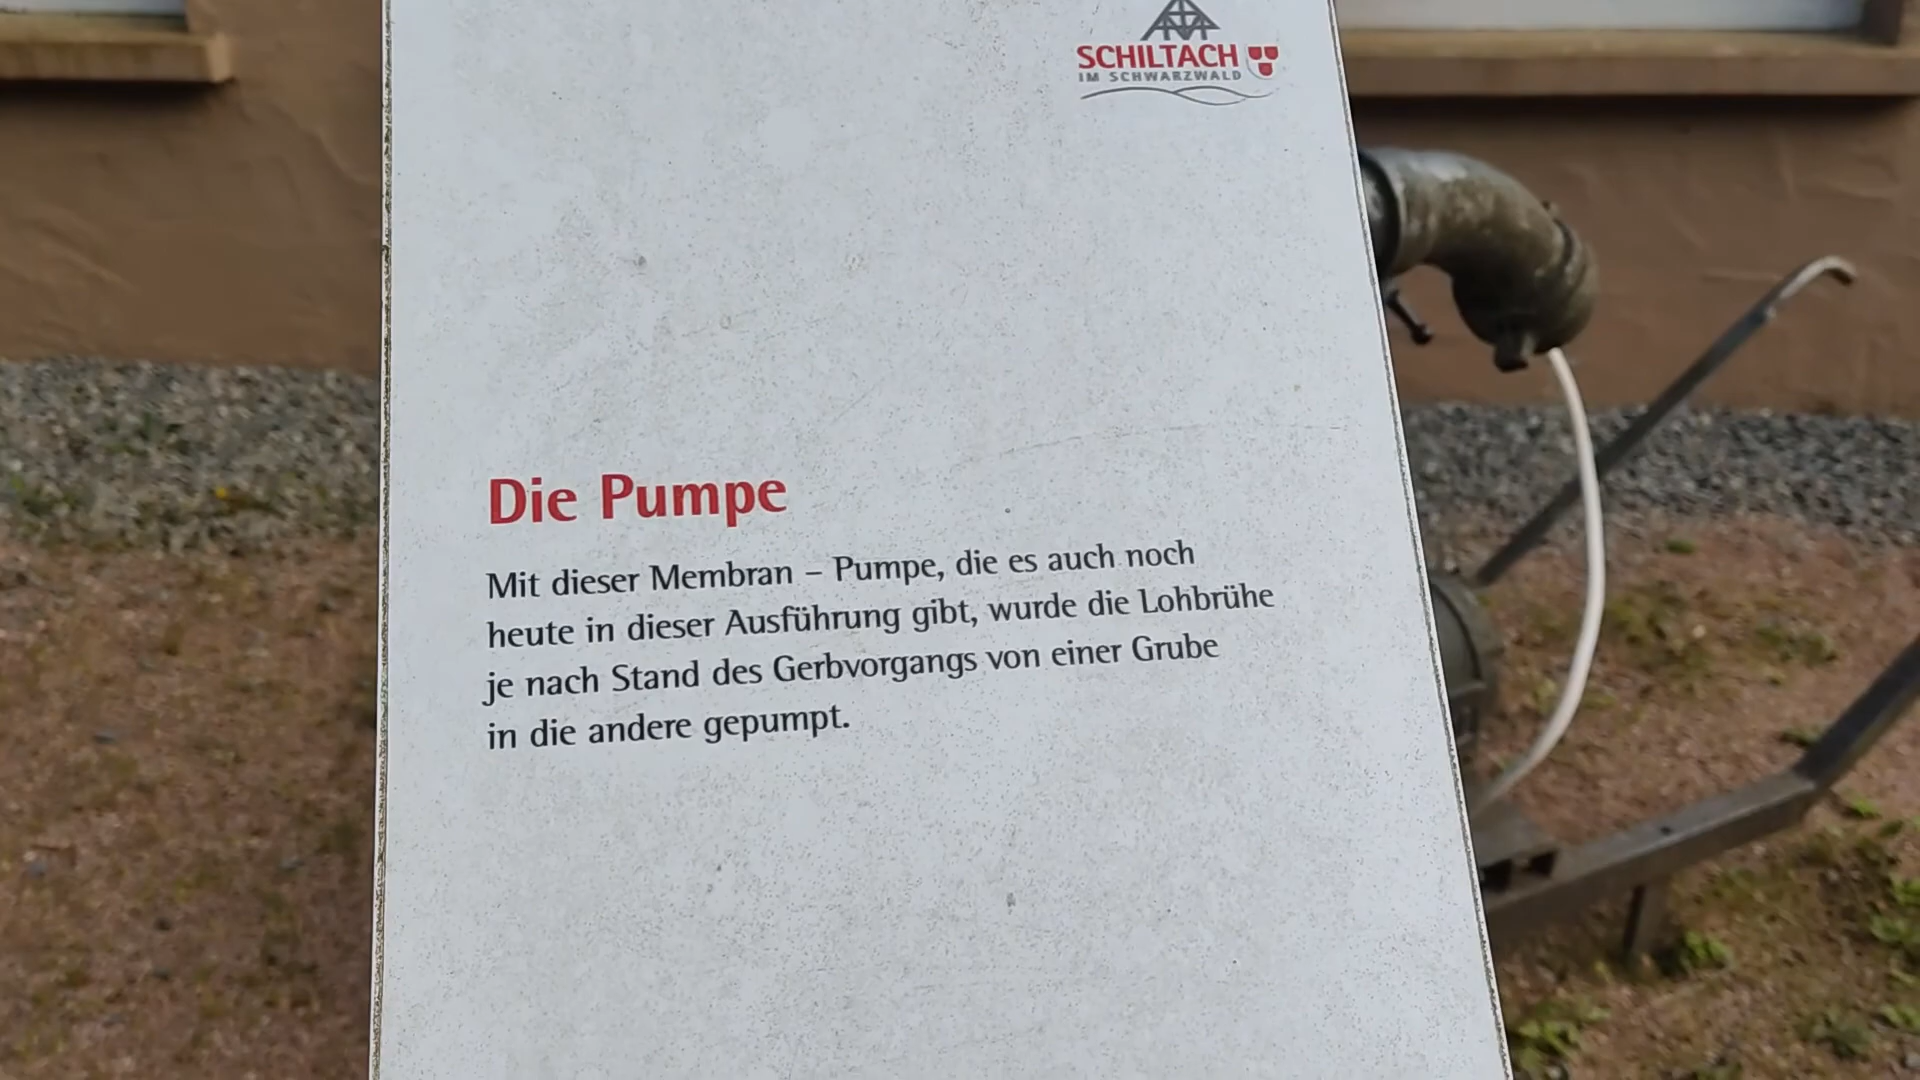 SCHILTACH
IM SCHWARZWALD
Die Pumpe
Mit dieser Membran – Pumpe, die es auch noch
heute in dieser Ausführung gibt, wurde die Lohbrühe
je nach Stand des Gerbvorgangs von einer Grube
in die andere gepumpt.